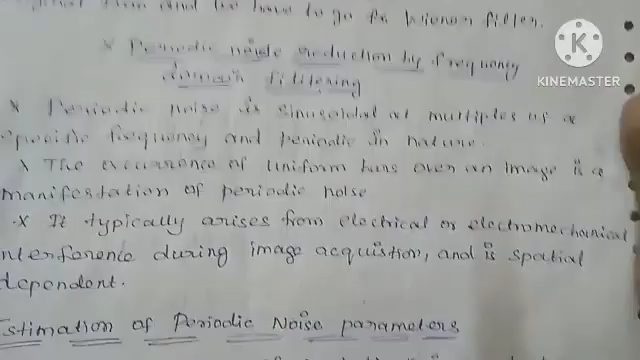 and we have to go to wiener filter.
x Periodic noise reduction by frequency
domain filtering
KINEMASTER
x Periodic noise is sinusoidal at multiples of a
specific frequency and periodic in nature.
x The occurrence of uniform bars over an image is a
manifestation of periodic noise
x It typically arises from electrical or electromechanical
interference during image acquistion, and is spatial
dependent.
Estimation of Periodic Noise parameters